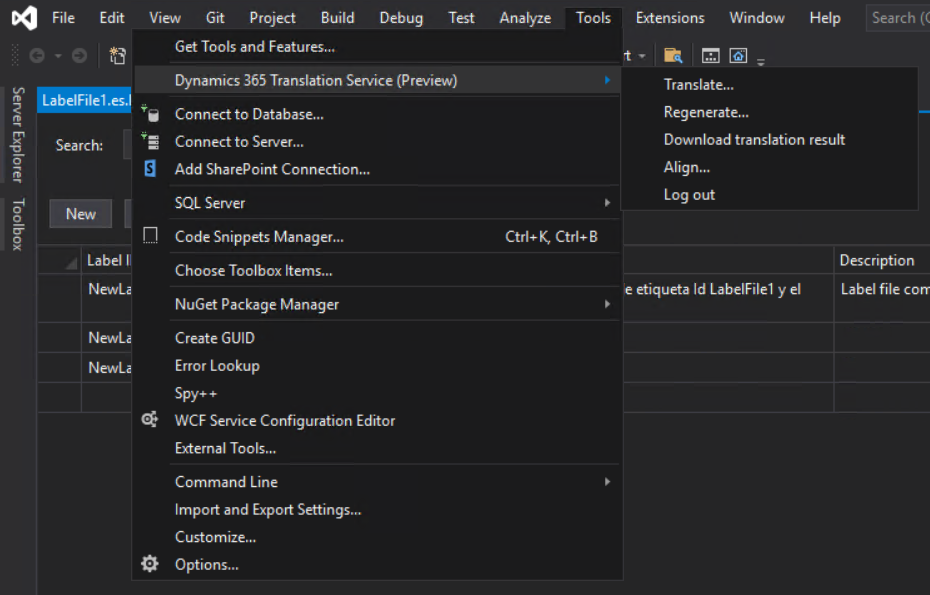 File Edit View Git Project Build Debug Test Analyze Tools Extensions Window Help Search (
Get Tools and Features...
Dynamics 365 Translation Service (Preview)
Translate...
Regenerate...
Download translation result
Align...
Log out
Connect to Database...
Connect to Server...
Add SharePoint Connection...
SQL Server
Code Snippets Manager... Ctrl+K, Ctrl+B
Choose Toolbox Items...
NuGet Package Manager
Create GUID
Error Lookup
Spy++
WCF Service Configuration Editor
External Tools...
Command Line
Import and Export Settings...
Customize...
Options...
Server Explorer
Toolbox
LabelFile1.es.
Search:
New
Label I Description
NewLa e etiqueta Id LabelFile1 y el Label file com
NewLa
NewLa